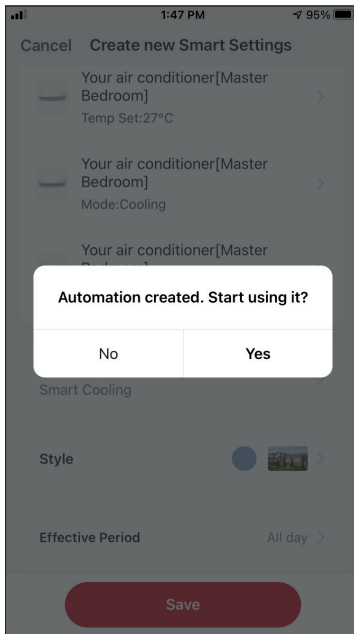 1:47 PM
95%
Cancel Create new Smart Settings
Your air conditioner[Master
Bedroom]
Temp Set:27°C
Your air conditioner[Master
Bedroom]
Mode:Cooling
Your air conditioner[Master
Automation created. Start using it?
No Yes
Smart Cooling
Style
Effective Period All day
Save